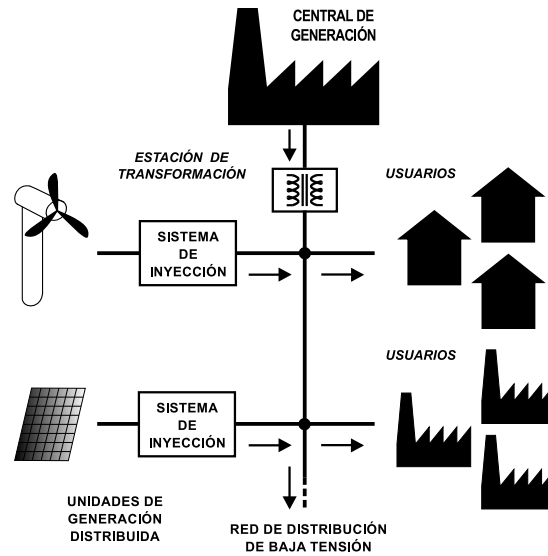 CENTRAL DE
GENERACIÓN
ESTACIÓN DE
TRANSFORMACIÓN
USUARIOS
SISTEMA
DE
INYECCIÓN
USUARIOS
SISTEMA
DE
INYECCIÓN
UNIDADES DE
GENERACIÓN
DISTRIBUIDA
RED DE DISTRIBUCIÓN
DE BAJA TENSIÓN